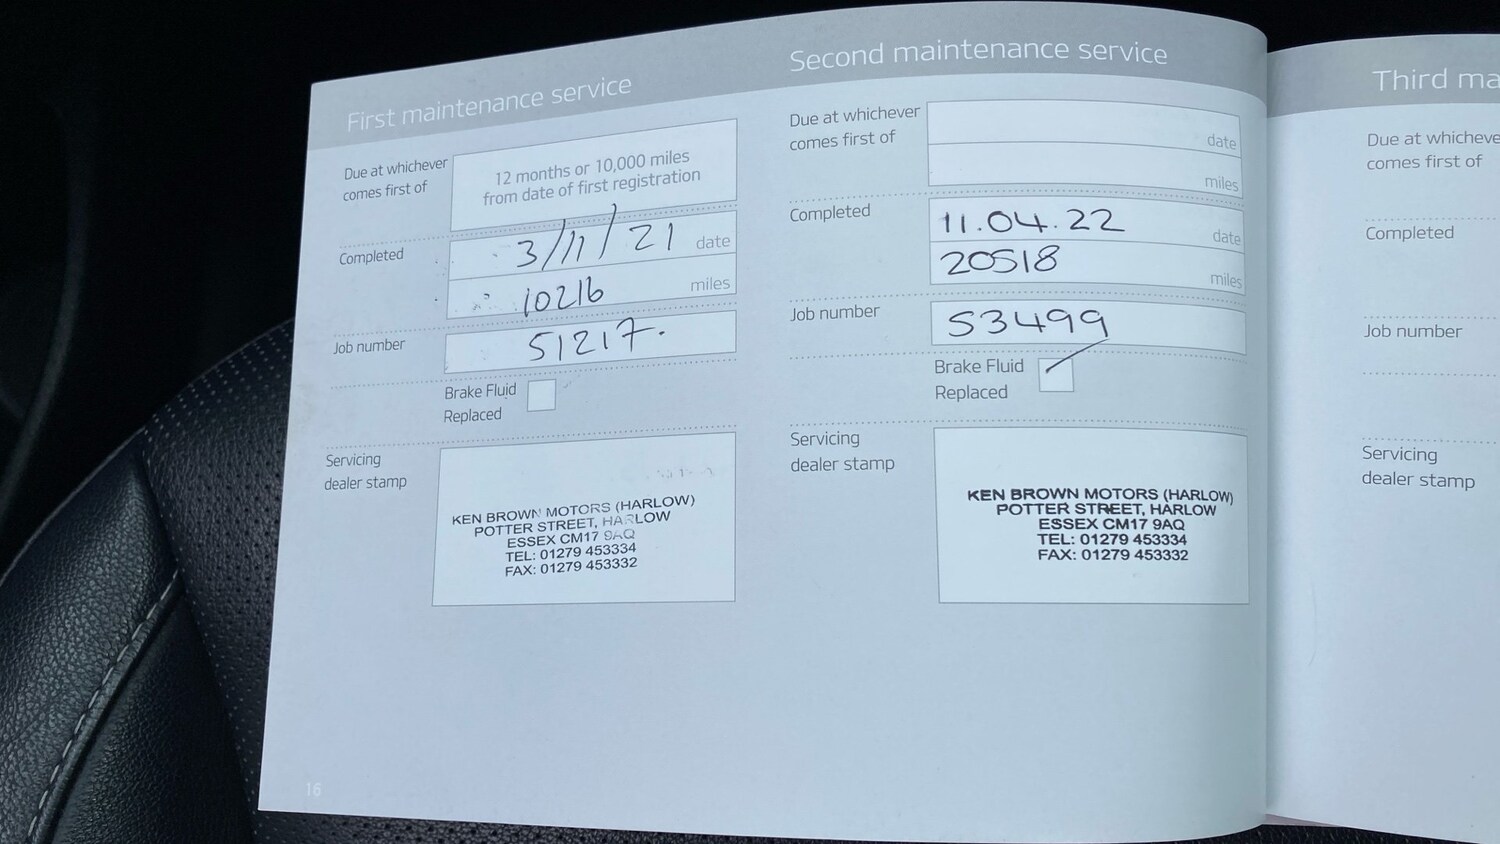 First maintenance service
Due at whichever
comes first of
12 months or 10,000 miles
from date of first registration
Completed
3/11/21 date
10216 miles
Job number
51217.
Brake Fluid
Replaced
Servicing
dealer stamp
KEN BROWN MOTORS (HARLOW)
POTTER STREET, HARLOW
ESSEX CM17 9AQ
TEL: 01279 453334
FAX: 01279 453332
16
Second maintenance service
Due at whichever
comes first of
date
miles
Completed
11.04.22 date
20518 miles
Job number
53499
Brake Fluid
Replaced
Servicing
dealer stamp
KEN BROWN MOTORS (HARLOW)
POTTER STREET, HARLOW
ESSEX CM17 9AQ
TEL: 01279 453334
FAX: 01279 453332
Third ma
Due at whicheve
comes first of
Completed
Job number
Servicing
dealer stamp